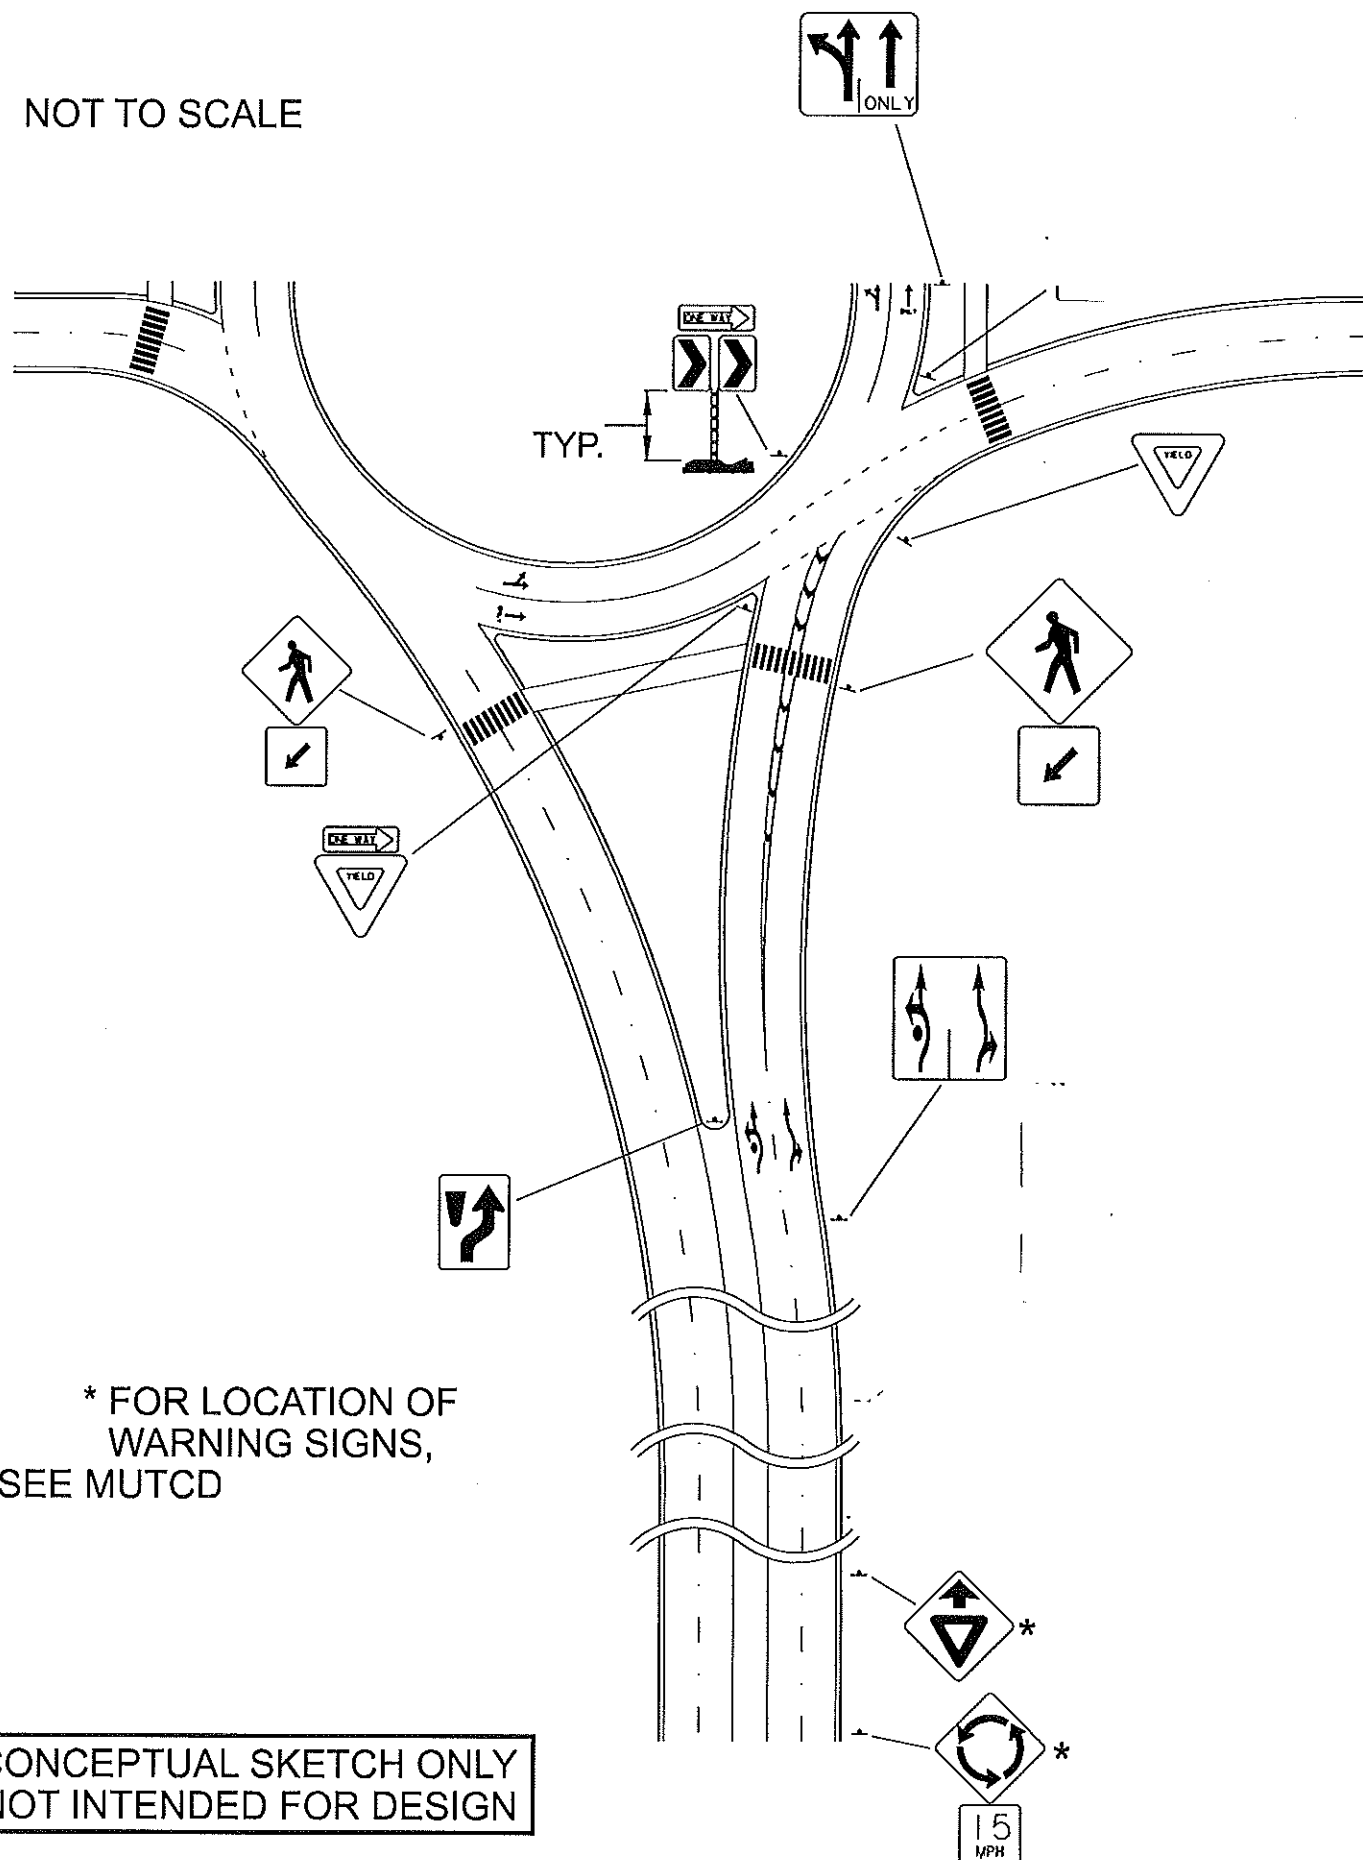 ONLY
NOT TO SCALE
ONLY
ONE WAY
TYP.
YIELD
ONE WAY
YIELD
* FOR LOCATION OF
WARNING SIGNS,
SEE MUTCD
*
*
CONCEPTUAL SKETCH ONLY
NOT INTENDED FOR DESIGN
15
MPH